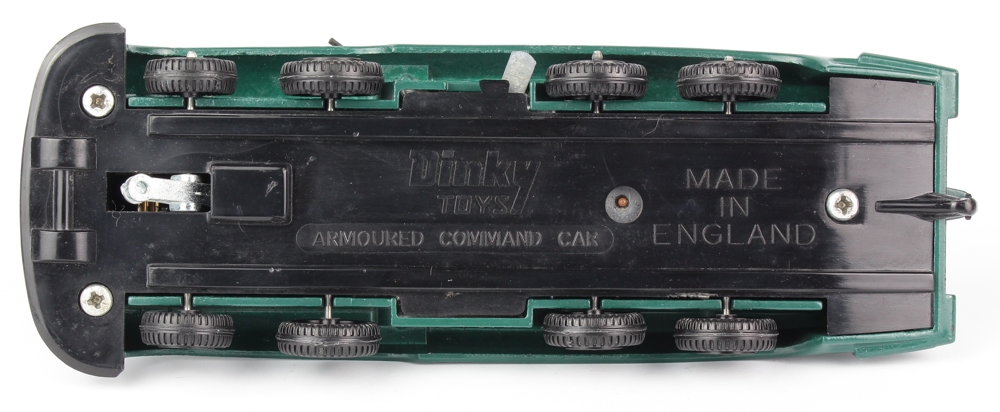 Dinky
TOYS
ARMOURED COMMAND CAR
MADE
IN
ENGLAND